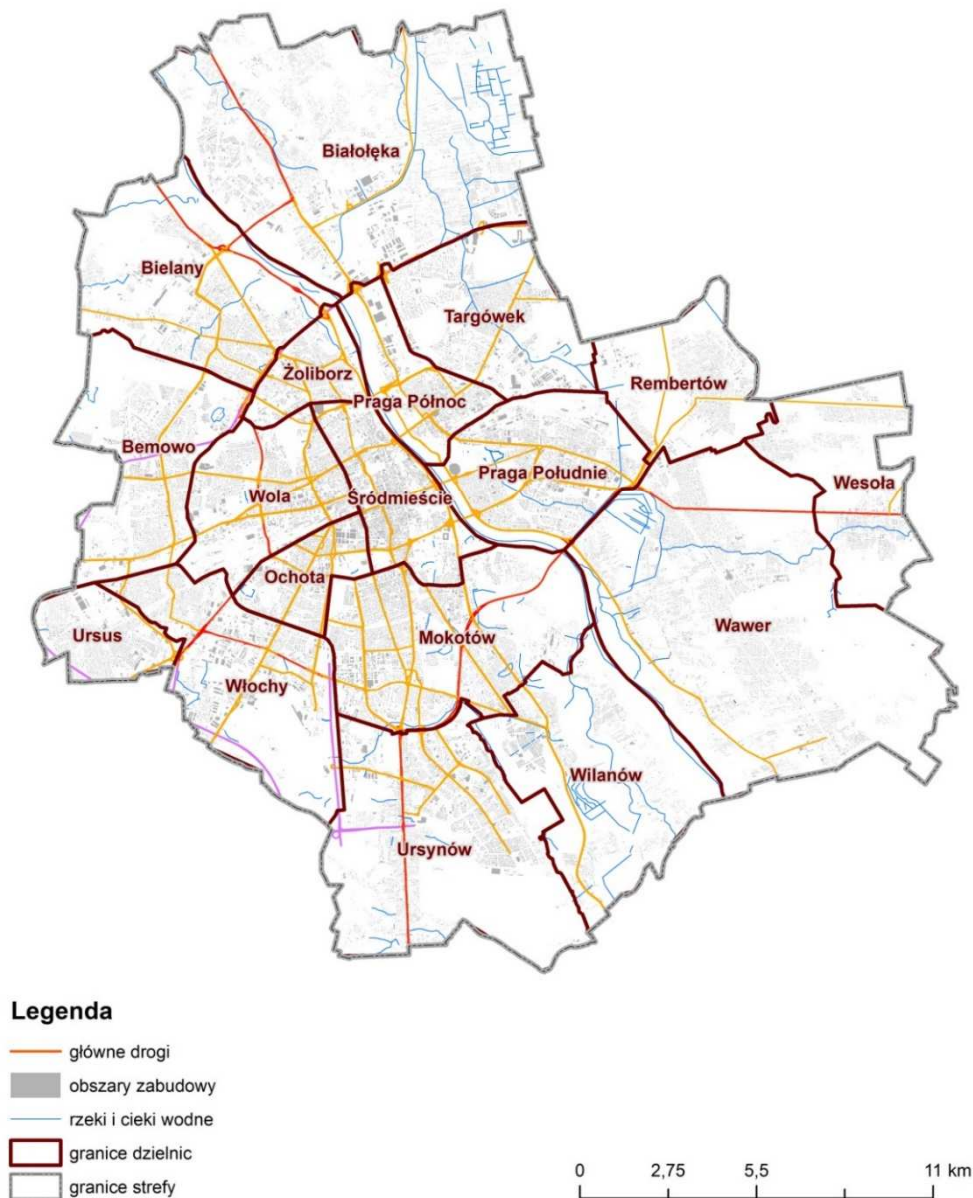 Białołęka
Bielany
Targówek
Żoliborz
Rembertów
Praga Północ
Bemowo
Praga Południe
Wesoła
Wola
Śródmieście
Ochota
Ursus
Mokotów
Wawer
Włochy
Wilanów
Ursynów
Legenda
główne drogi
obszary zabudowy
rzeki i cieki wodne
granice dzielnic
granice strefy
0 2,75 5,5 11 km